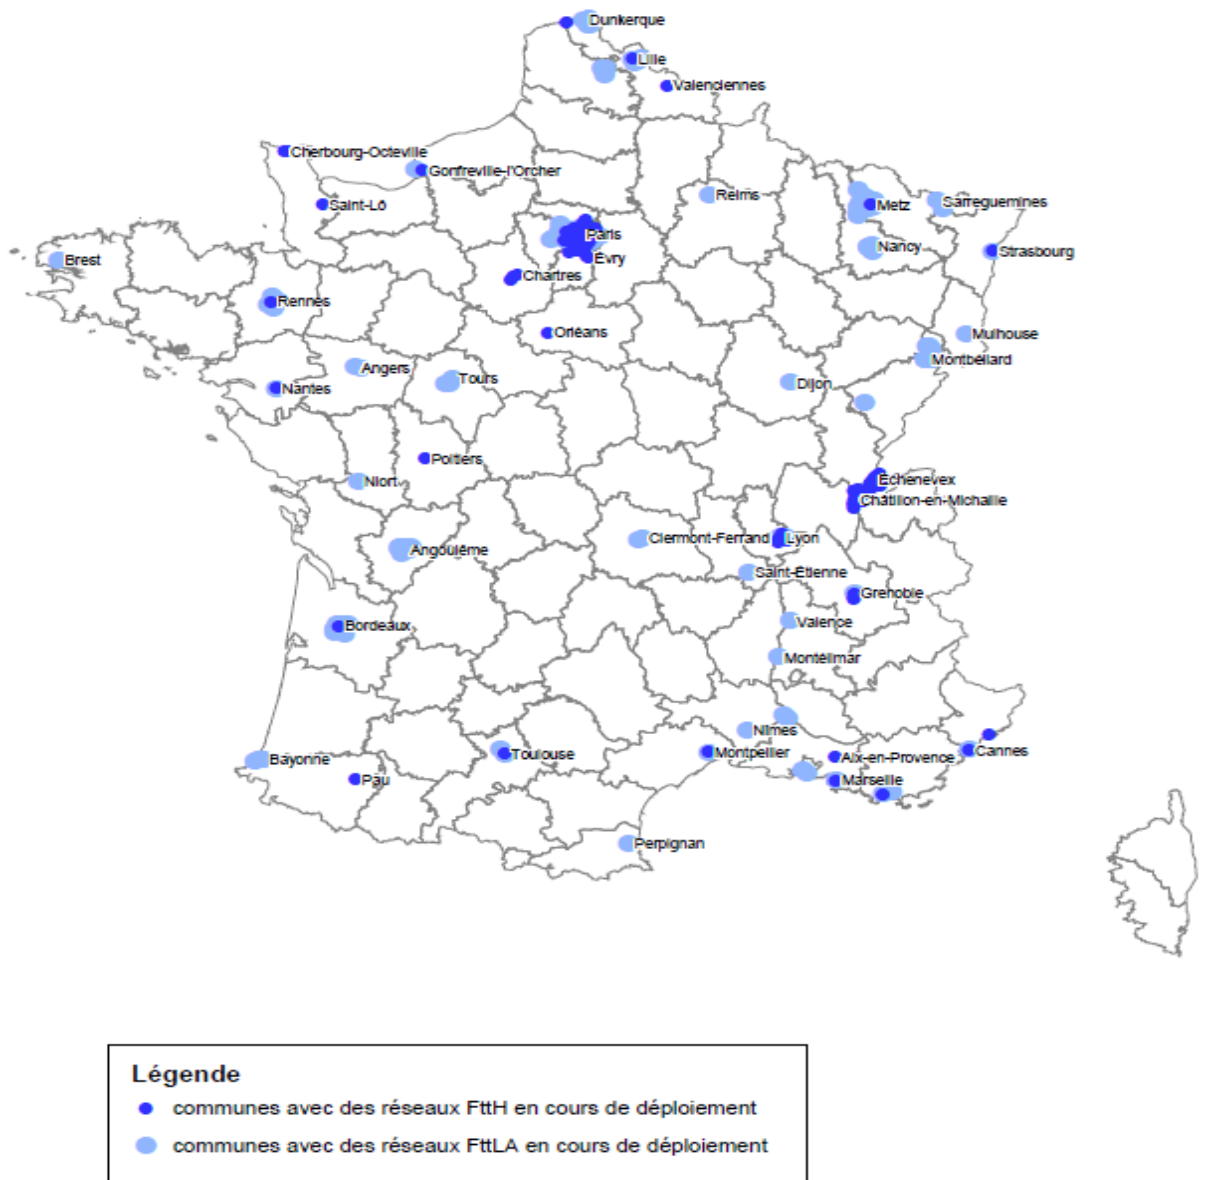 Dunkerque
Lille
Valenciennes
Cherbourg-Octeville
Gonfreville-l'Orcher
Reims
Saint-Lô
Metz
Sarreguemines
Paris
Nancy
Strasbourg
Brest
Évry
Chartres
Rennes
Orléans
Mulhouse
Montbéliard
Angers
Tours
Dijon
Nantes
Poitiers
Niort
Échenevex
Châtillon-en-Michaille
Clermont-Ferrand
Lyon
Angoulême
Saint-Étienne
Grenoble
Bordeaux
Valence
Montélimar
Nîmes
Bayonne
Toulouse
Montpellier
Aix-en-Provence
Cannes
Pau
Marseille
Perpignan
Légende
communes avec des réseaux FttH en cours de déploiement
communes avec des réseaux FttLA en cours de déploiement